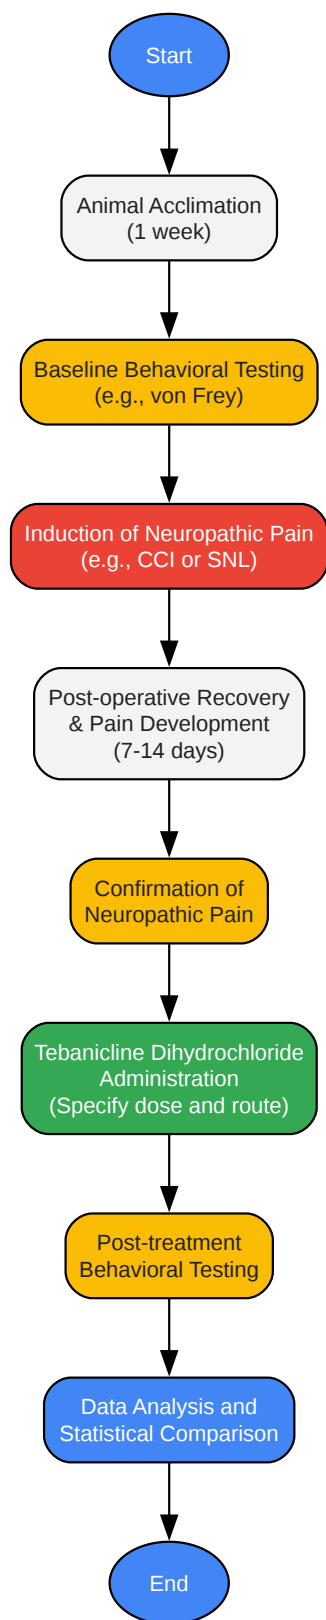 Start
Animal Acclimation
(1 week)
Baseline Behavioral Testing
(e.g., von Frey)
Induction of Neuropathic Pain
(e.g., CCI or SNL)
Post-operative Recovery
& Pain Development
(7-14 days)
Confirmation of
Neuropathic Pain
Tebanicline Dihydrochloride
Administration
(Specify dose and route)
Post-treatment
Behavioral Testing
Data Analysis and
Statistical Comparison
End